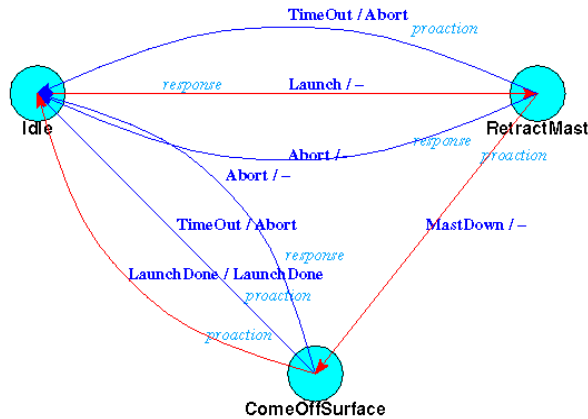 TimeOut / Abort
proaction
response
Launch / –
Idle
RetractMast
Abort / –
response
proaction
Abort / –
TimeOut / Abort
MastDown / –
response
LaunchDone / LaunchDone
proaction
proaction
ComeOffSurface